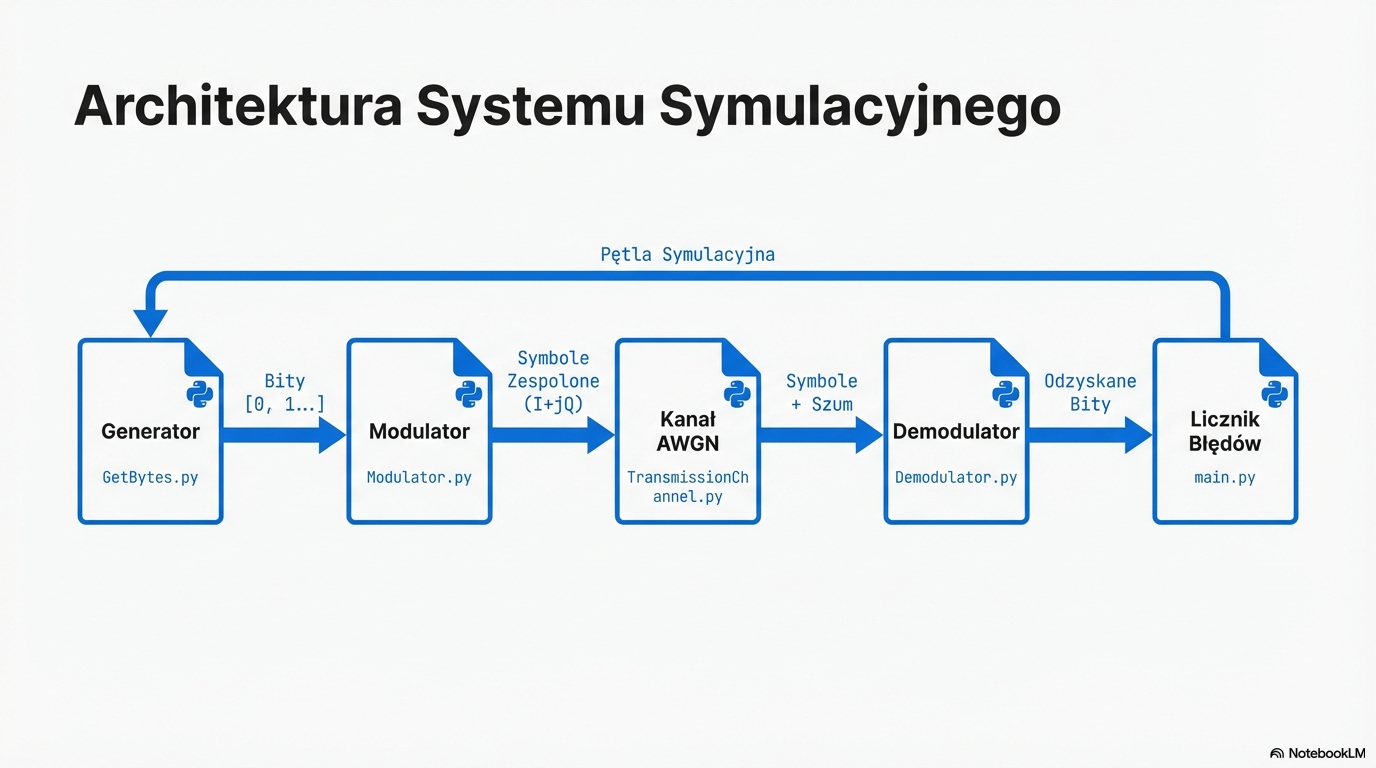 Architektura Systemu Symulacyjnego
Pętla Symulacyjna
Generator
GetBytes.py
Bity
[0, 1...]
Modulator
Modulator.py
Symbole
Zespolone
(I+jQ)
Kanał
AWGN
TransmissionCh
annel.py
Symbole
+ Szum
Demodulator
Demodulator.py
Odzyskane
Bity
Licznik
Błędów
main.py
NotebookLM